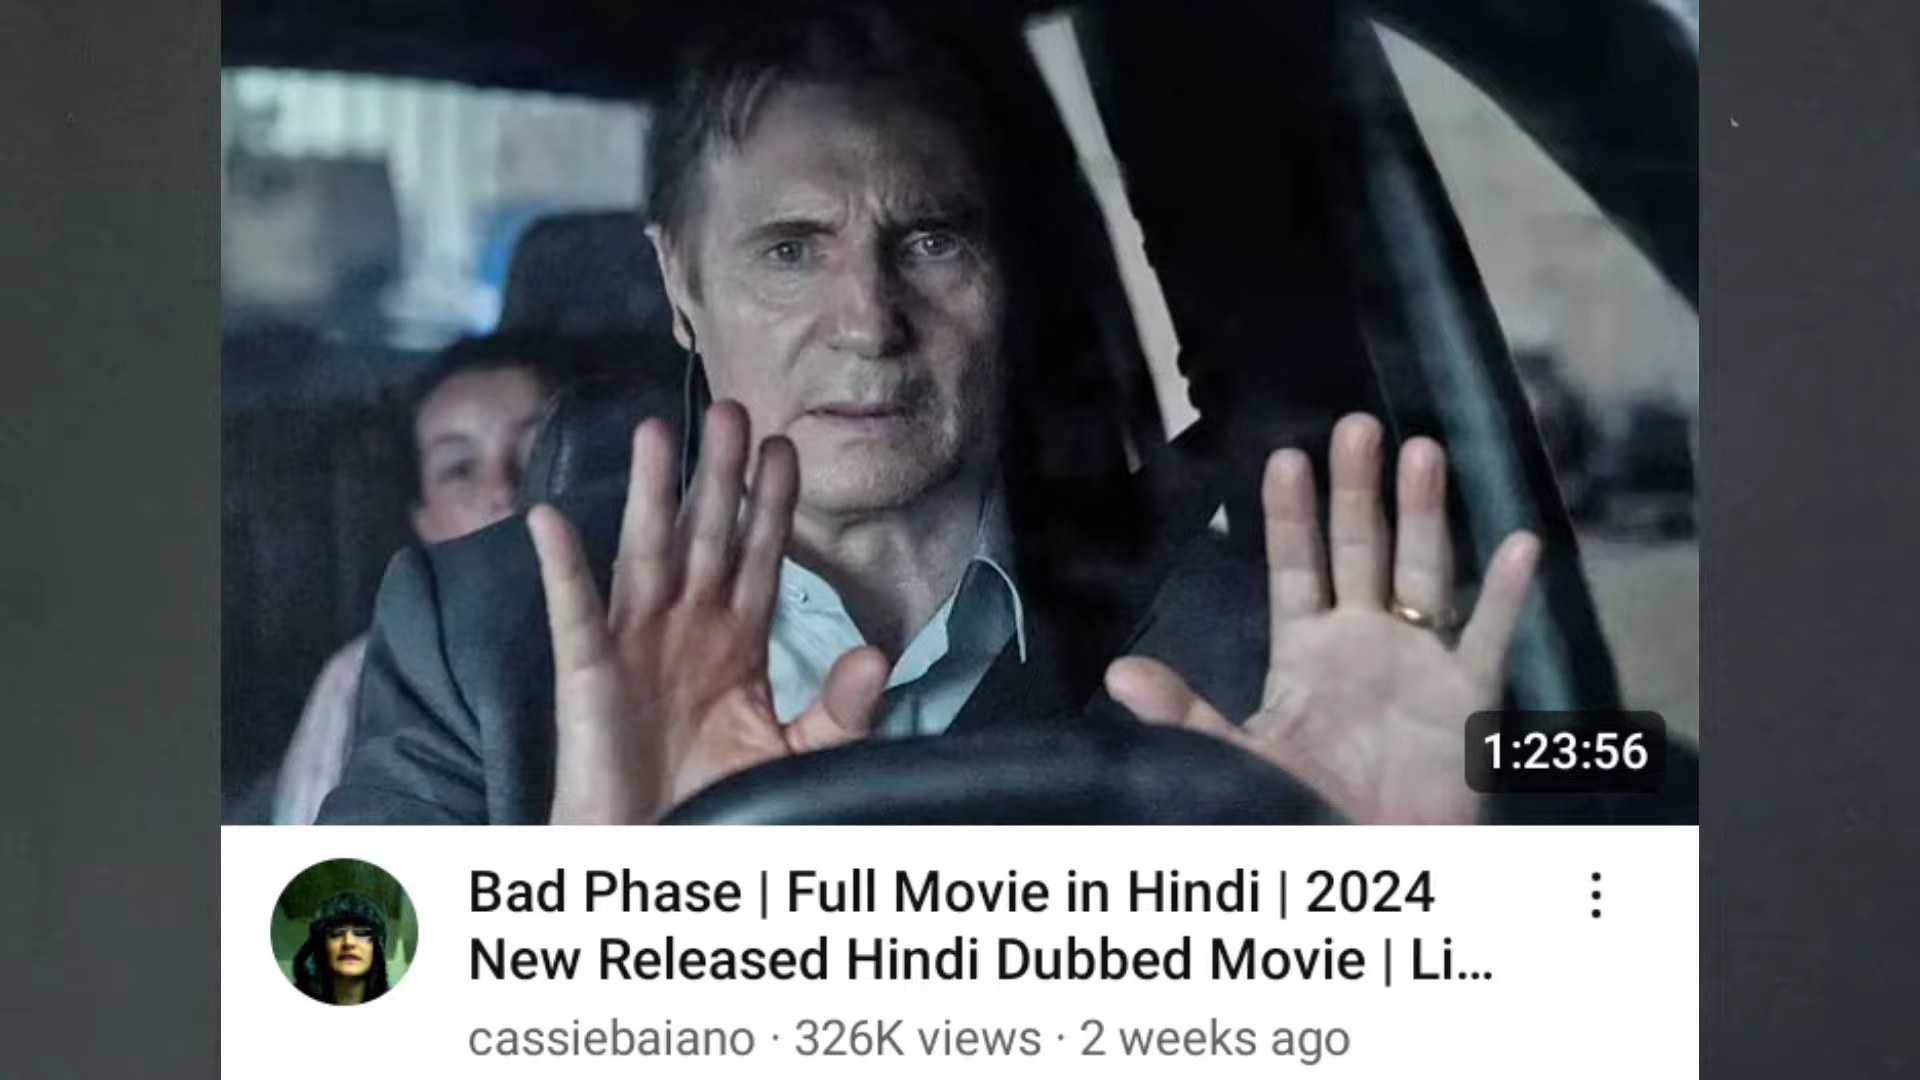 1:23:56
Bad Phase | Full Movie in Hindi | 2024
New Released Hindi Dubbed Movie | Li...
cassiebaiano · 326K views · 2 weeks ago